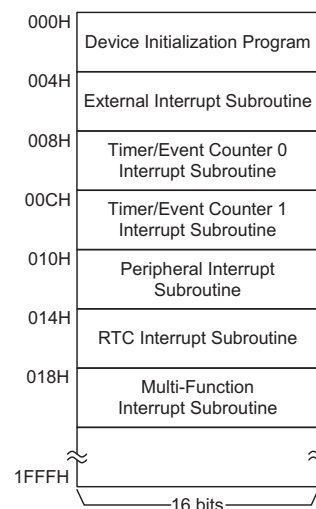 000H
Device Initialization Program
004H
External Interrupt Subroutine
008H
Timer/Event Counter 0
Interrupt Subroutine
00CH
Timer/Event Counter 1
Interrupt Subroutine
010H
Peripheral Interrupt
Subroutine
014H
RTC Interrupt Subroutine
018H
Multi-Function
Interrupt Subroutine
1FFFH
16 bits